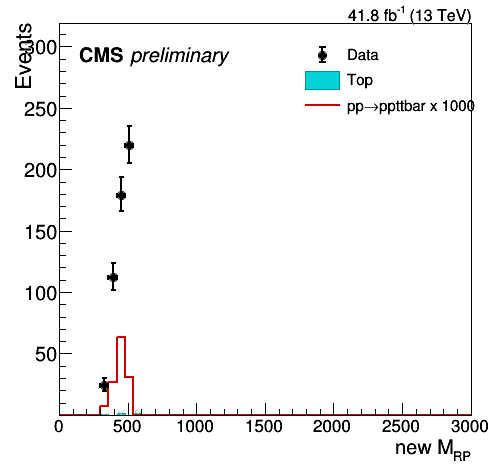 41.8 fb⁻¹ (13 TeV)
Events
CMS preliminary
Data
Top
pp→ppttbar x 1000
300
250
200
150
100
50
0 500 1000 1500 2000 2500 3000
new M_RP